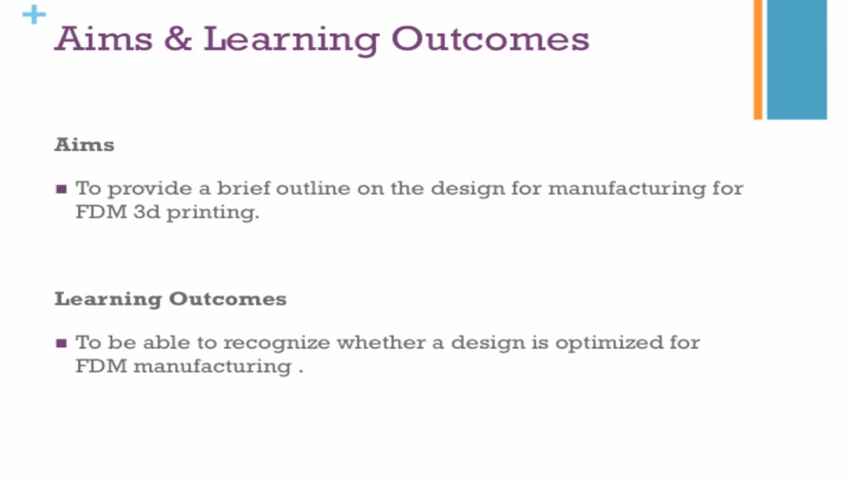 Aims & Learning Outcomes
Aims
To provide a brief outline on the design for manufacturing for
FDM 3d printing.
Learning Outcomes
To be able to recognize whether a design is optimized for
FDM manufacturing .